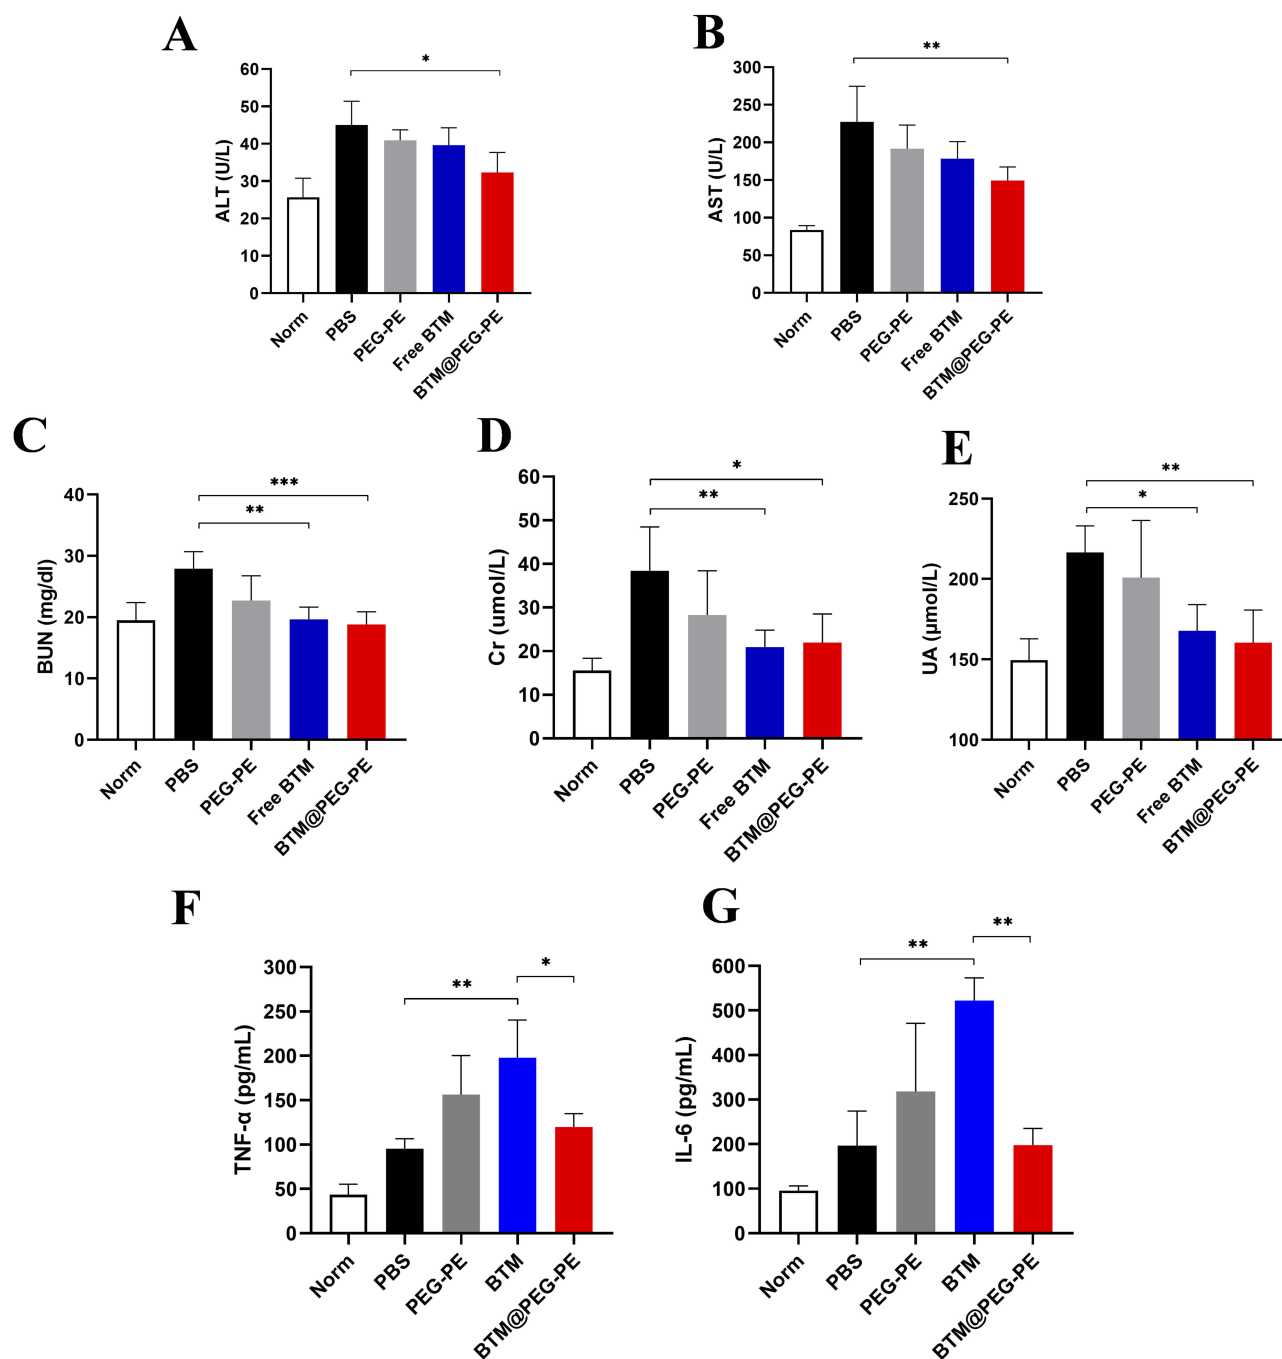 A
*
ALT (U/L)
60
50
40
30
20
10
0
Norm
PBS
PEG-PE
Free BTM
BTM@PEG-PE
B
**
AST (U/L)
300
250
200
150
100
50
0
Norm
PBS
PEG-PE
Free BTM
BTM@PEG-PE
C
***
**
BUN (mg/dl)
40
30
20
10
0
Norm
PBS
PEG-PE
Free BTM
BTM@PEG-PE
D
*
**
Cr (umol/L)
60
50
40
30
20
10
0
Norm
PBS
PEG-PE
Free BTM
BTM@PEG-PE
E
**
*
UA (μmol/L)
250
200
150
100
Norm
PBS
PEG-PE
Free BTM
BTM@PEG-PE
F
**
*
TNF-α (pg/mL)
300
250
200
150
100
50
0
Norm
PBS
PEG-PE
BTM
BTM@PEG-PE
G
**
**
IL-6 (pg/mL)
600
500
400
300
200
100
0
Norm
PBS
PEG-PE
BTM
BTM@PEG-PE